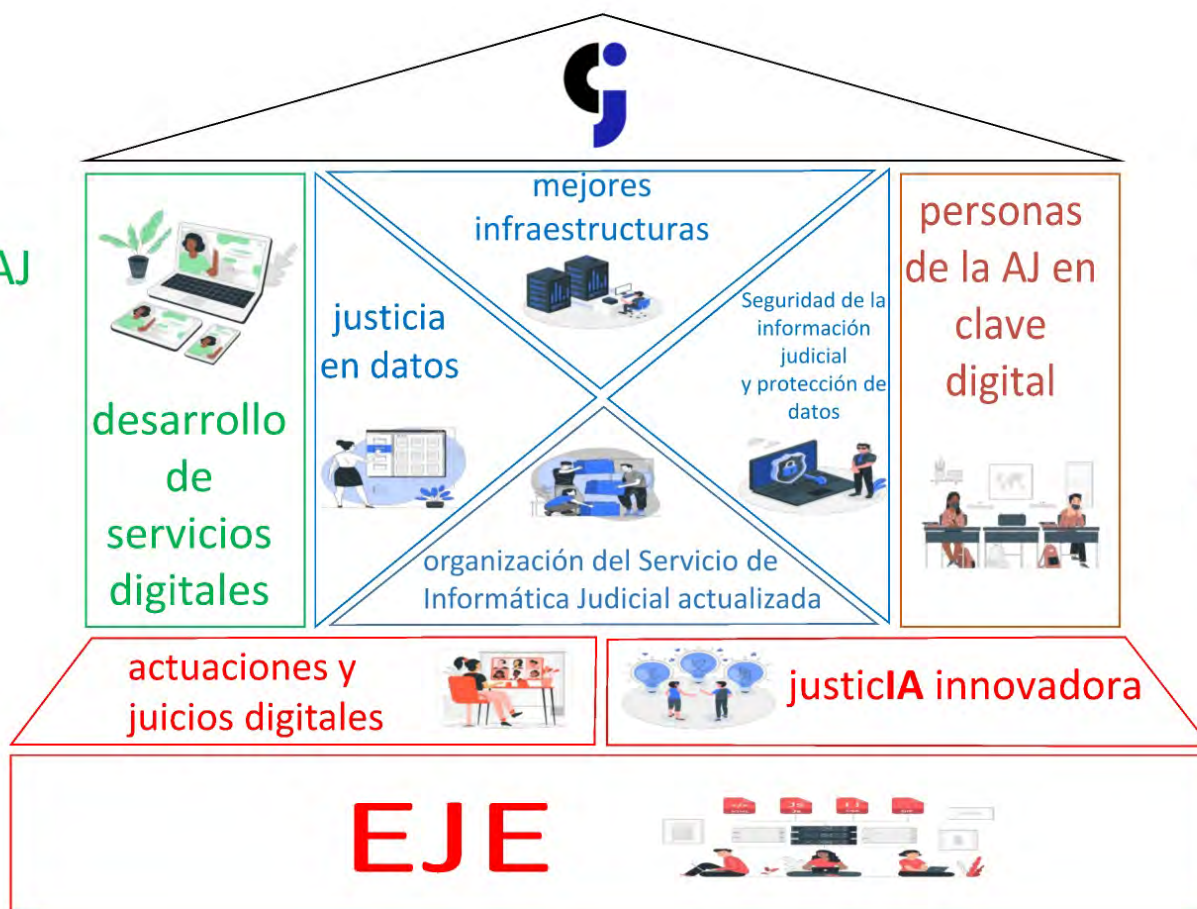 AJ
desarrollo
de
servicios
digitales
justicia
en datos
mejores
infraestructuras
Seguridad de la
información
judicial
y protección de
datos
organización del Servicio de
Informática Judicial actualizada
personas
de la AJ en
clave
digital
actuaciones y
juicios digitales
justicIA innovadora
EJE